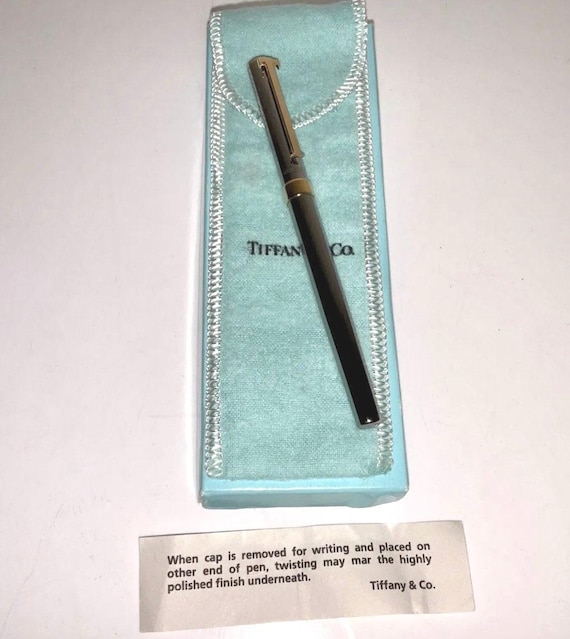 TIFFAN Co.
When cap is removed for writing and placed on
other end of pen, twisting may mar the highly
polished finish underneath. Tiffany & Co.